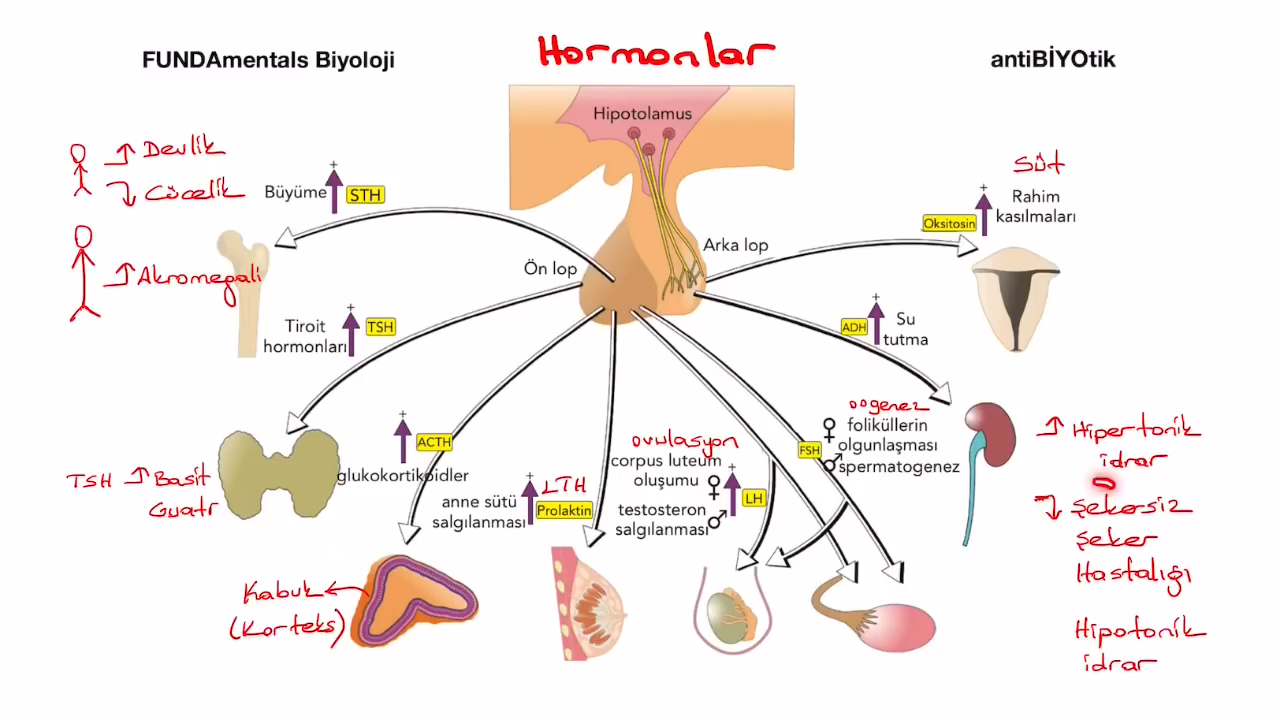 FUNDAmentals Biyoloji
Hormonlar
antiBİYOtik
Hipotolamus
Devlik
Cücelik
Büyüme
+
STH
Akromegali
Ön lop
Arka lop
süt
+
Oksitosin
Rahim
kasılmaları
Tiroit
hormonları
+
TSH
+
ADH
Su
tutma
TSH Basit
Guatr
+
ACTH
glukokortikoidler
anne sütü
salgılanması
+
LTH
Prolaktin
ovulasyon
corpus luteum
oluşumu
♀
testosteron
salgılanması ♂
+
LH
oogenez
♀ foliküllerin
olgunlaşması
FSH
♂ spermatogenez
Hipertonik
idrar
şekersiz
şeker
Hastalığı
Hipotonik
idrar
Kabuk
(Korteks)